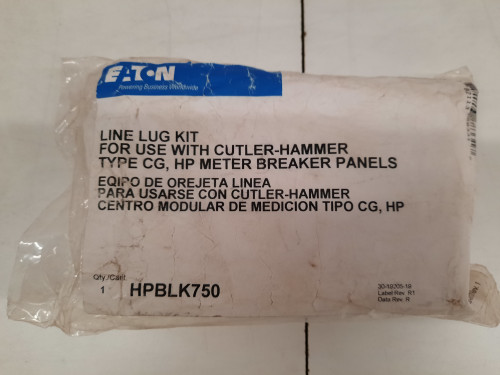 EATON
Powering Business Worldwide
LINE LUG KIT
FOR USE WITH CUTLER-HAMMER
TYPE CG, HP METER BREAKER PANELS
EQIPO DE OREJETA LINEA
PARA USARSE CON CUTLER-HAMMER
CENTRO MODULAR DE MEDICION TIPO CG, HP
Qty./Cant.
1 HPBLK750
Label Rev. R1
Data Rev. R